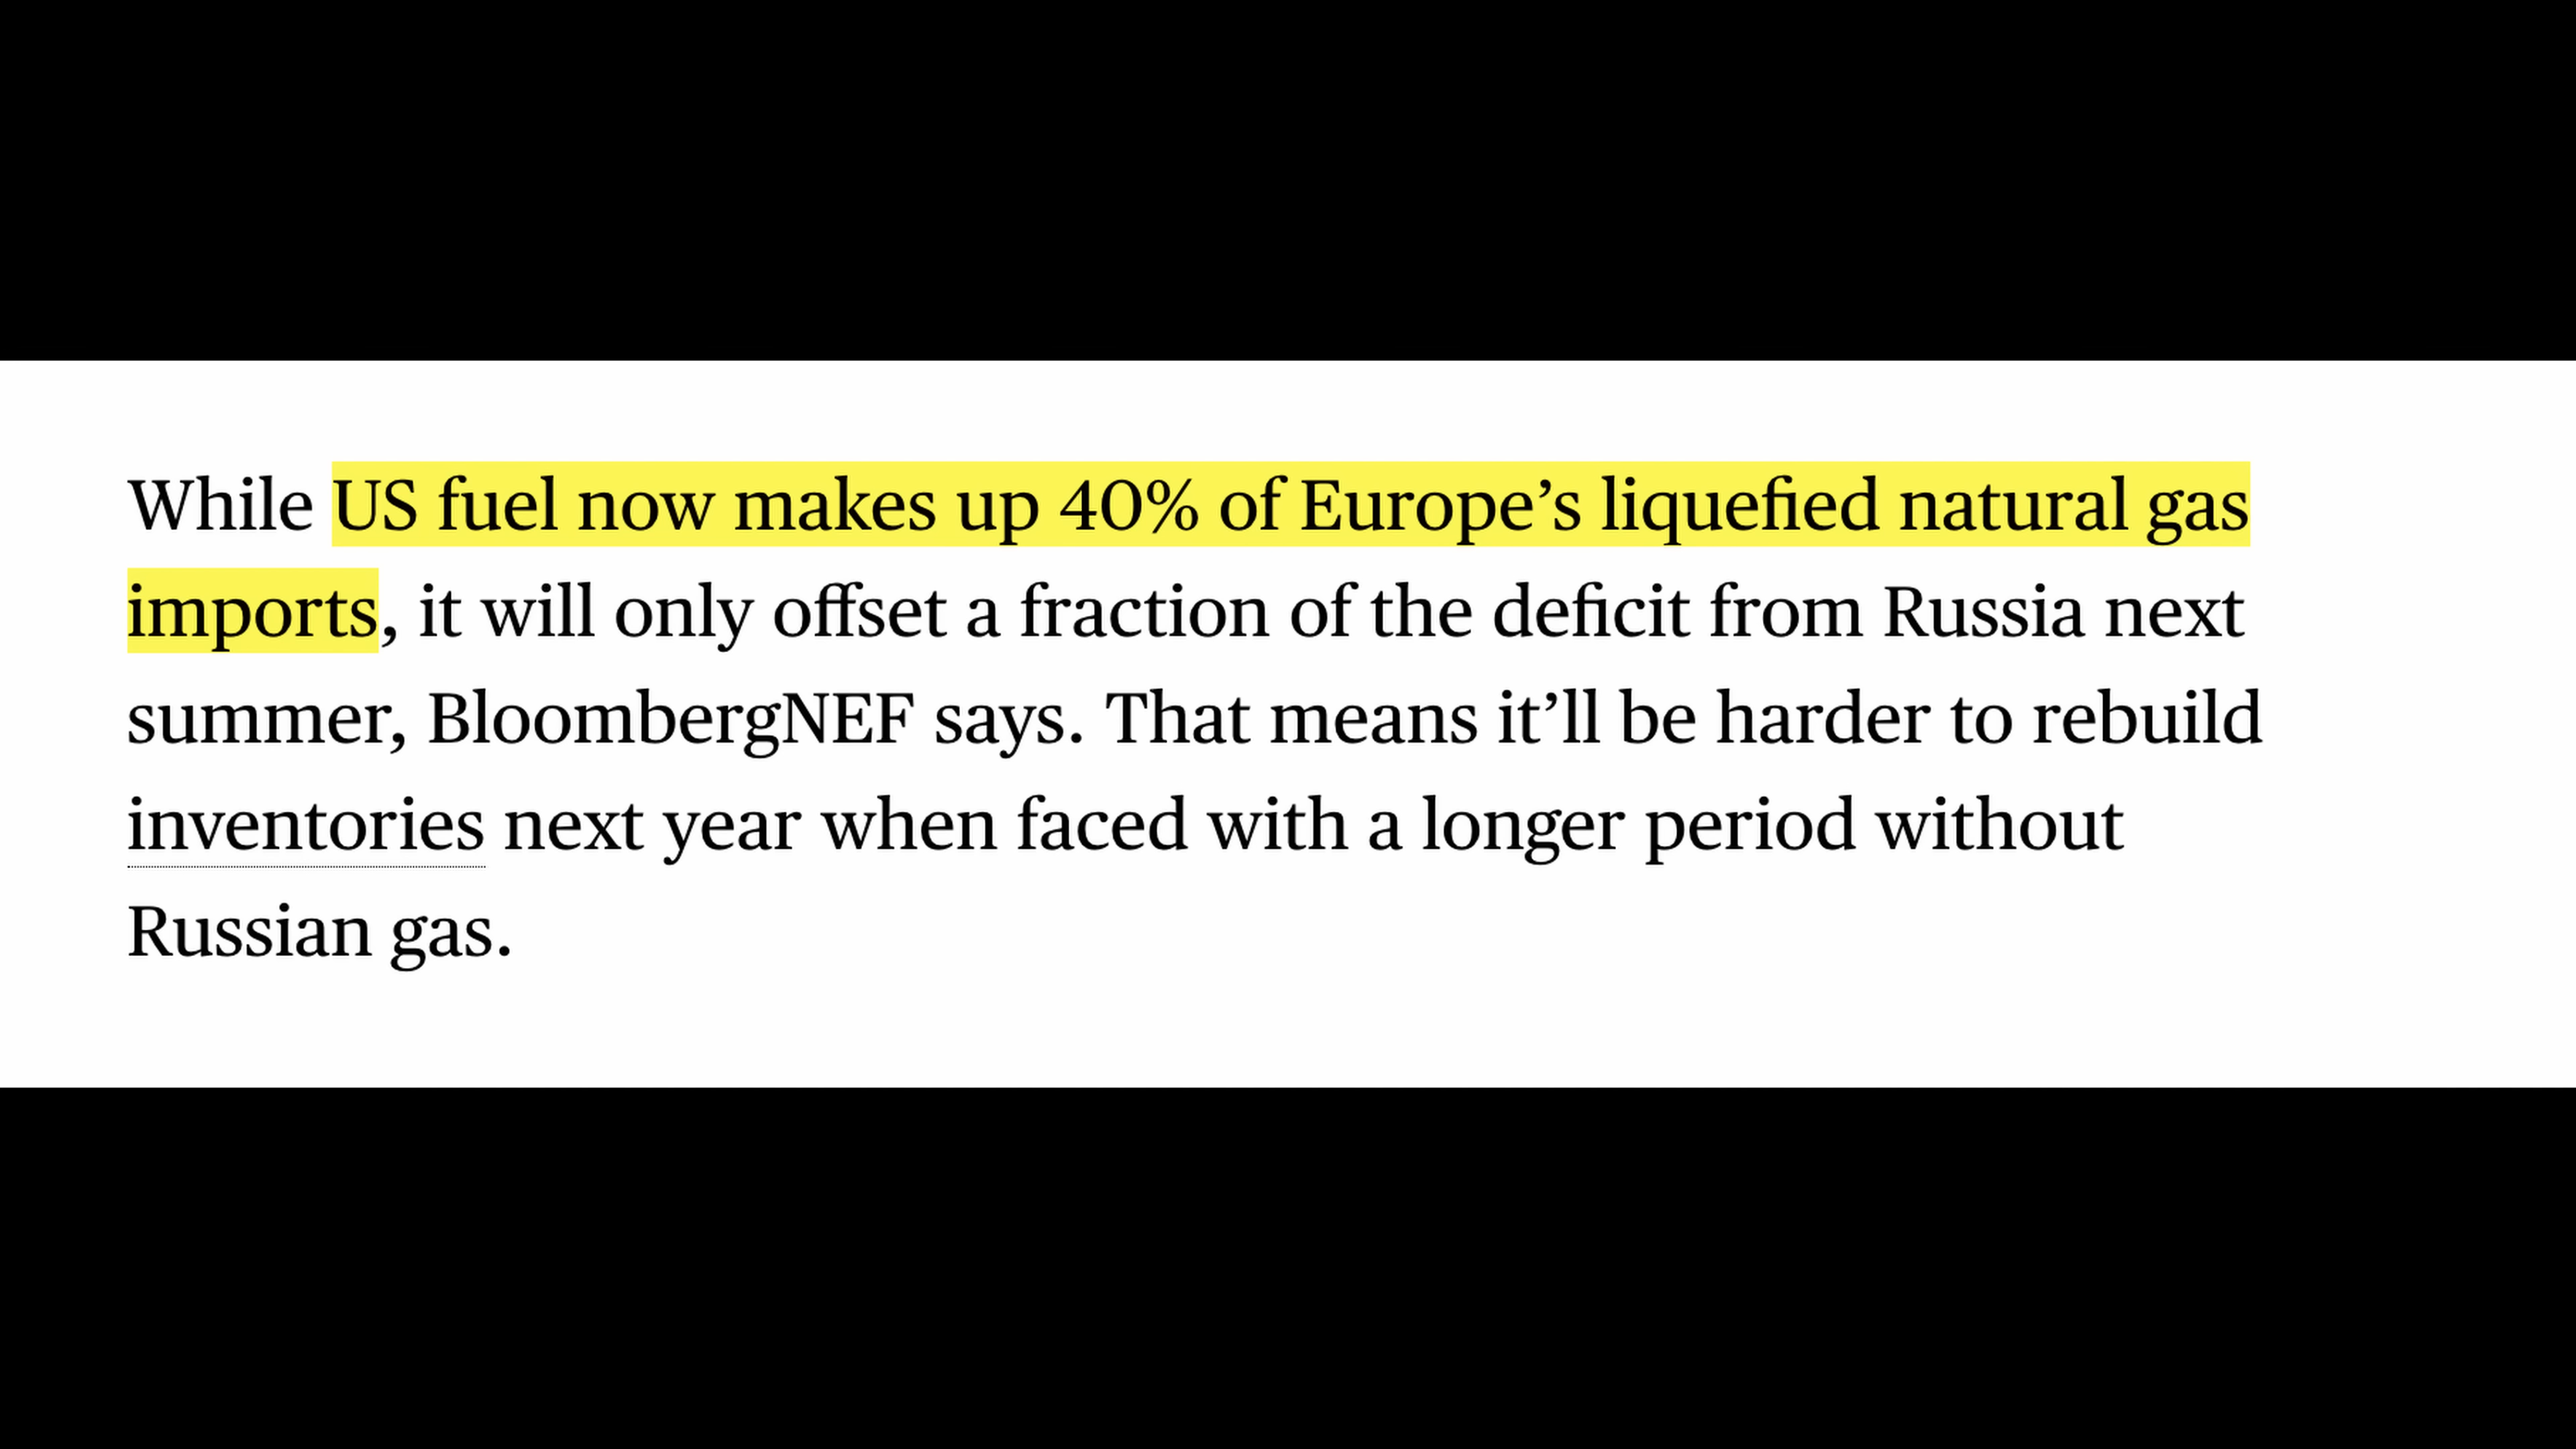 While US fuel now makes up 40% of Europe’s liquefied natural gas
imports, it will only offset a fraction of the deficit from Russia next
summer, BloombergNEF says. That means it’ll be harder to rebuild
inventories next year when faced with a longer period without
Russian gas.